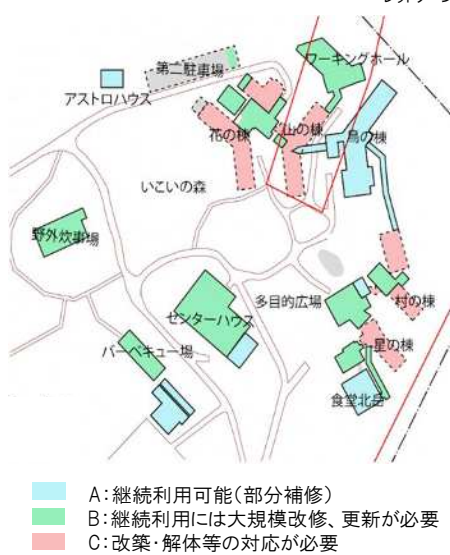 第二駐車場
ワーキングホール
アストロハウス
花の棟
山の棟
鳥の棟
いこいの森
野外炊事場
多目的広場
村の棟
センターハウス
星の棟
バーベキュー場
食堂北岳
A:継続利用可能(部分補修)
B:継続利用には大規模改修、更新が必要
C:改築・解体等の対応が必要